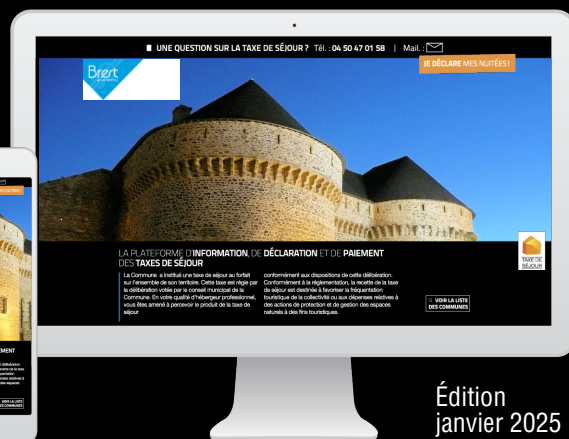 UNE QUESTION SUR LA TAXE DE SÉJOUR ? Tél. : 04 50 47 01 58 | Mail. :
JE DÉCLARE MES NUITÉES !
Brest
LA PLATEFORME D'INFORMATION, DE DÉCLARATION ET DE PAIEMENT
DES TAXES DE SÉJOUR
La Commune a institué une taxe de séjour au forfait
sur l'ensemble de son territoire. Cette taxe est régie par
la délibération votée par le conseil municipal de la
Commune. En votre qualité d'hébergeur professionnel,
vous êtes amené à percevoir le produit de la taxe de
séjour
conformément aux dispositions de cette délibération.
Conformément à la réglementation, la recette de la taxe
de séjour est destinée à favoriser la fréquentation
touristique de la collectivité ou aux dépenses relatives à
des actions de protection et de gestion des espaces
naturels à des fins touristiques.
TAXE DE
SÉJOUR
VOIR LA LISTE
DES COMMUNES
EMENT
VOIR LA LISTE
DES COMMUNES
Édition
janvier 2025